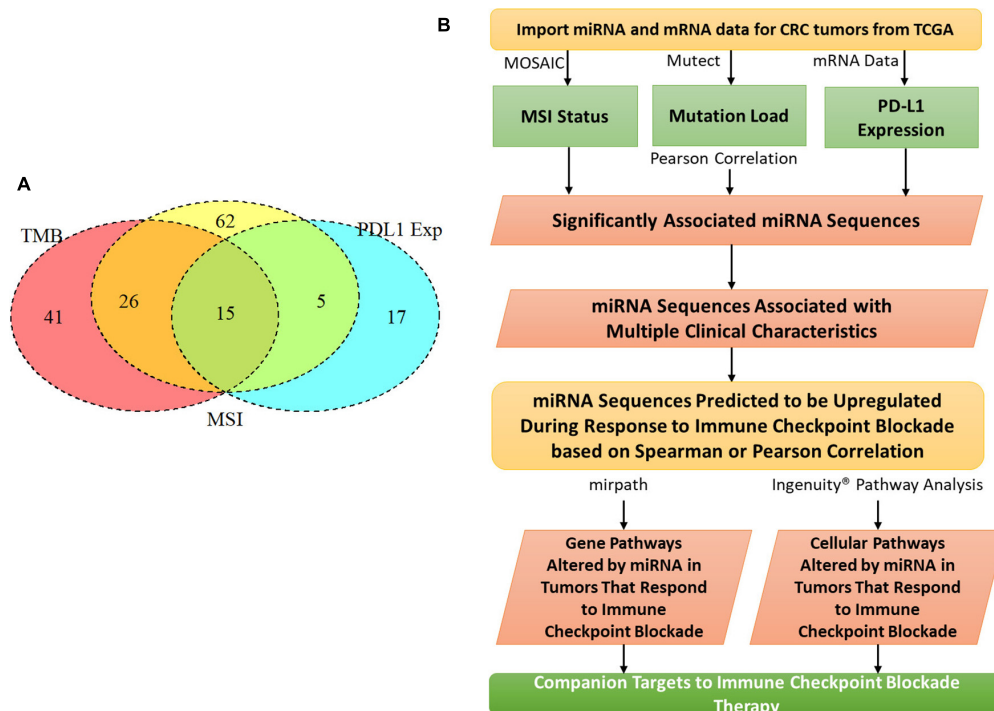 A
TMB
62
PDL1 Exp
41
26
15
5
17
MSI
B
Import miRNA and mRNA data for CRC tumors from TCGA
MOSAIC
Mutect
mRNA Data
MSI Status
Mutation Load
PD-L1
Expression
Pearson Correlation
Significantly Associated miRNA Sequences
miRNA Sequences Associated with
Multiple Clinical Characteristics
miRNA Sequences Predicted to be Upregulated
During Response to Immune Checkpoint Blockade
based on Spearman or Pearson Correlation
mirpath
Ingenuity® Pathway Analysis
Gene Pathways
Altered by miRNA in
Tumors That Respond
to Immune
Checkpoint Blockade
Cellular Pathways
Altered by miRNA in
Tumors That Respond
to Immune
Checkpoint Blockade
Companion Targets to Immune Checkpoint Blockade
Therapy